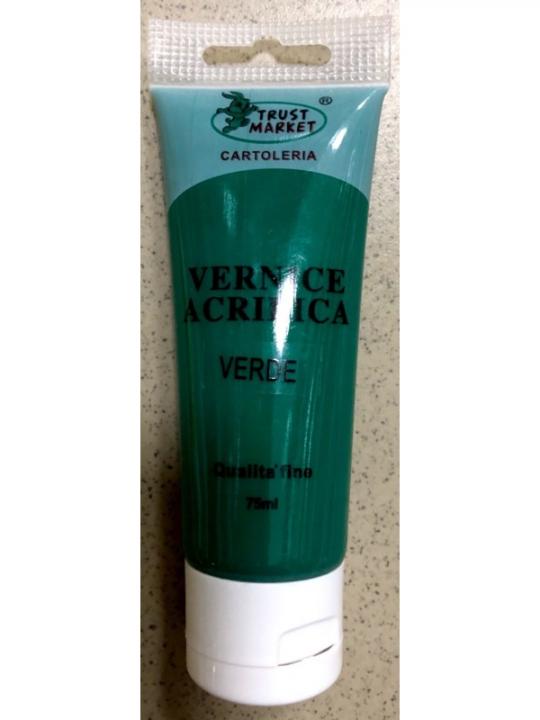 TRUST ®
MARKET
CARTOLERIA
VERNICE
ACRILICA
VERDE
Qualita' fine
75ml